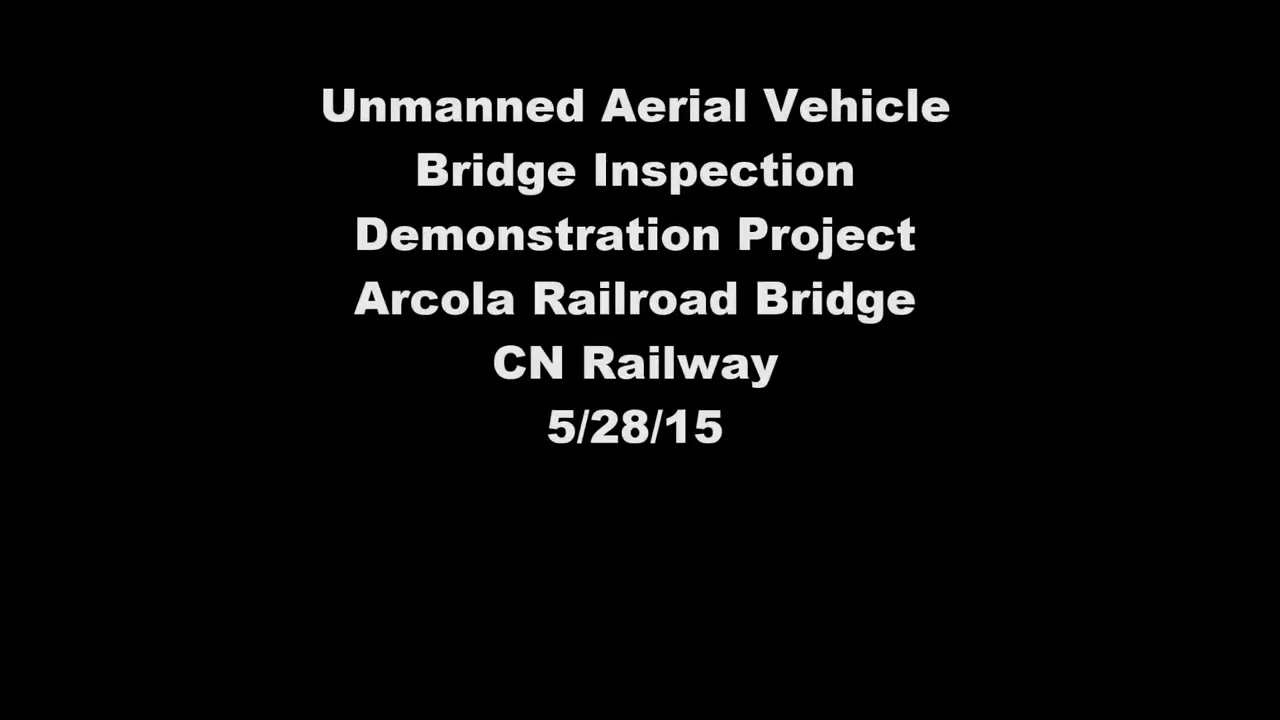 Unmanned Aerial Vehicle
Bridge Inspection
Demonstration Project
Arcola Railroad Bridge
CN Railway
5/28/15